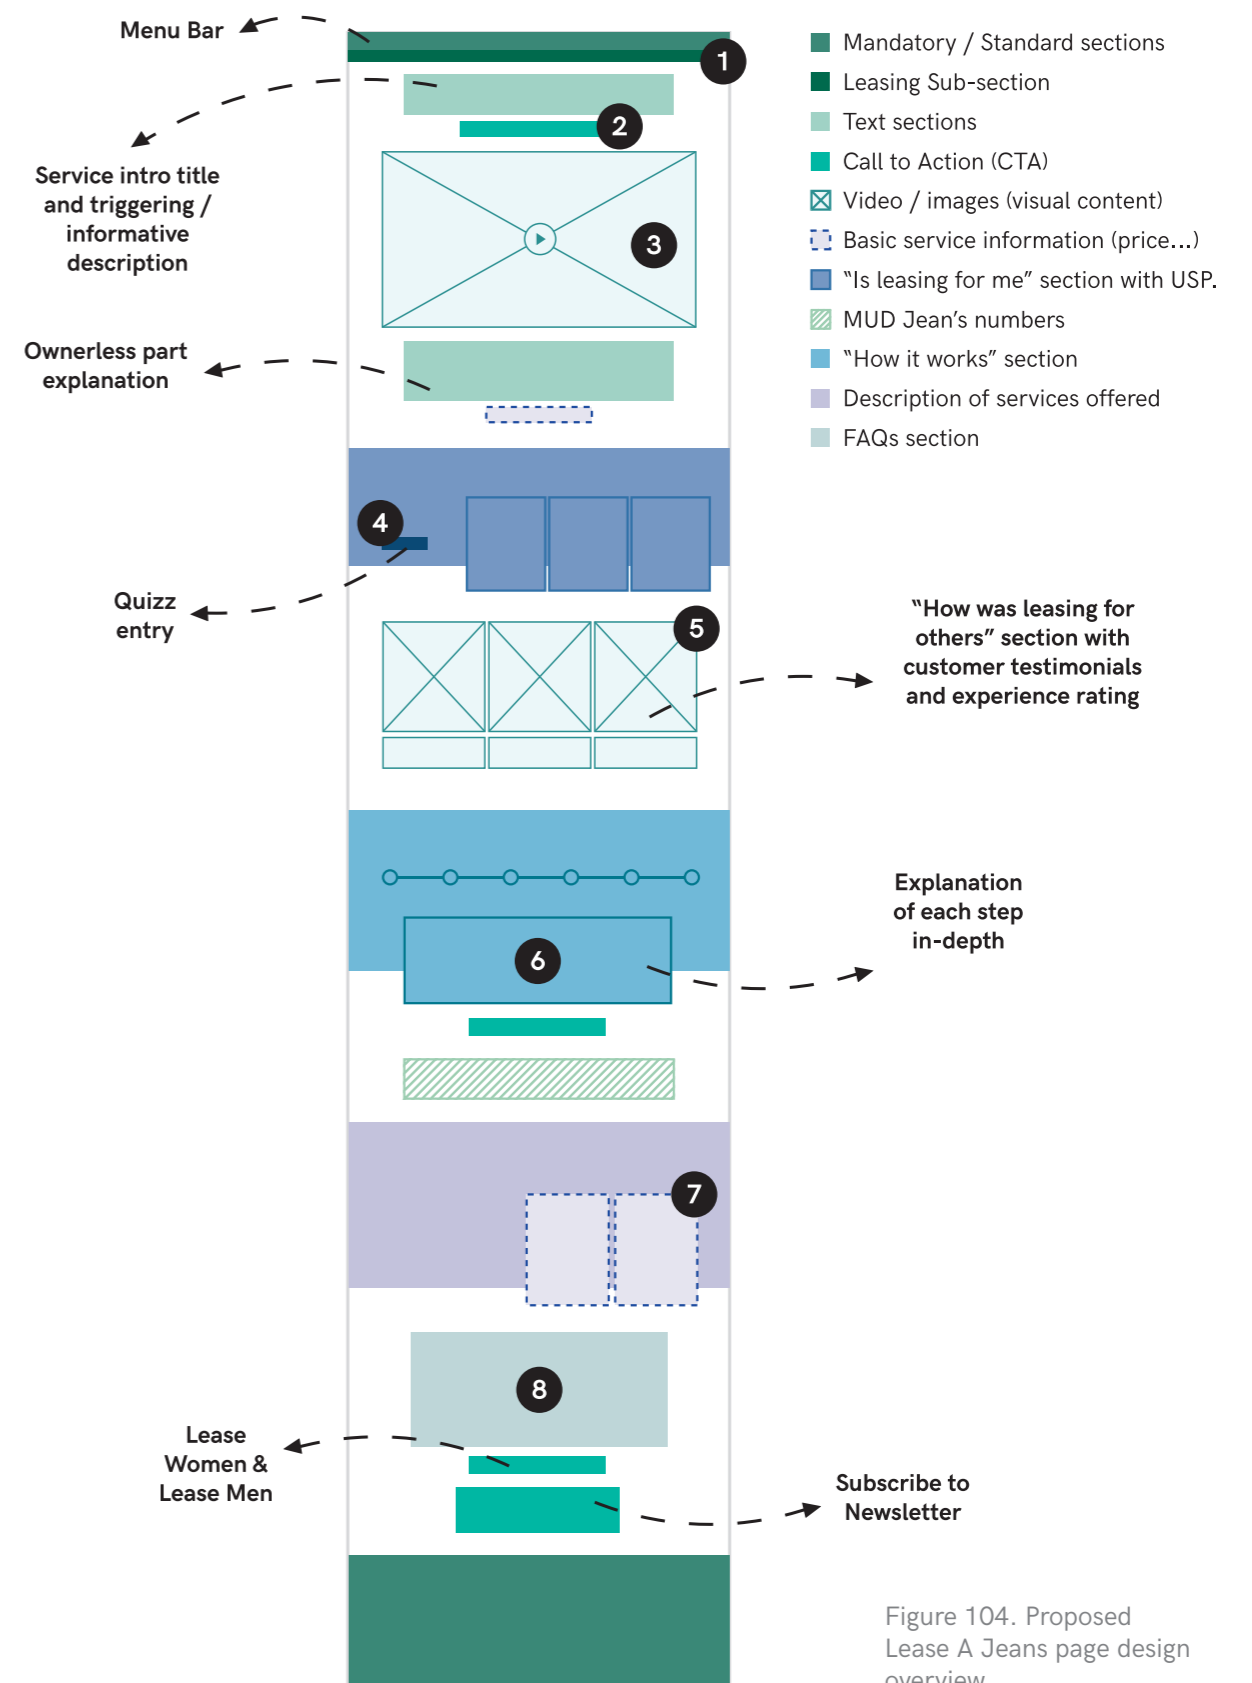 Menu Bar
1
Mandatory / Standard sections
Leasing Sub-section
Text sections
Call to Action (CTA)
Video / images (visual content)
Basic service information (price...)
“Is leasing for me” section with USP.
MUD Jean’s numbers
“How it works” section
Description of services offered
FAQs section
2
Service intro title
and triggering /
informative
description
3
Ownerless part
explanation
4
Quizz
entry
5
“How was leasing for
others” section with
customer testimonials
and experience rating
Explanation
of each step
in-depth
6
7
8
Lease
Women &
Lease Men
Subscribe to
Newsletter
Figure 104. Proposed
Lease A Jeans page design
overview